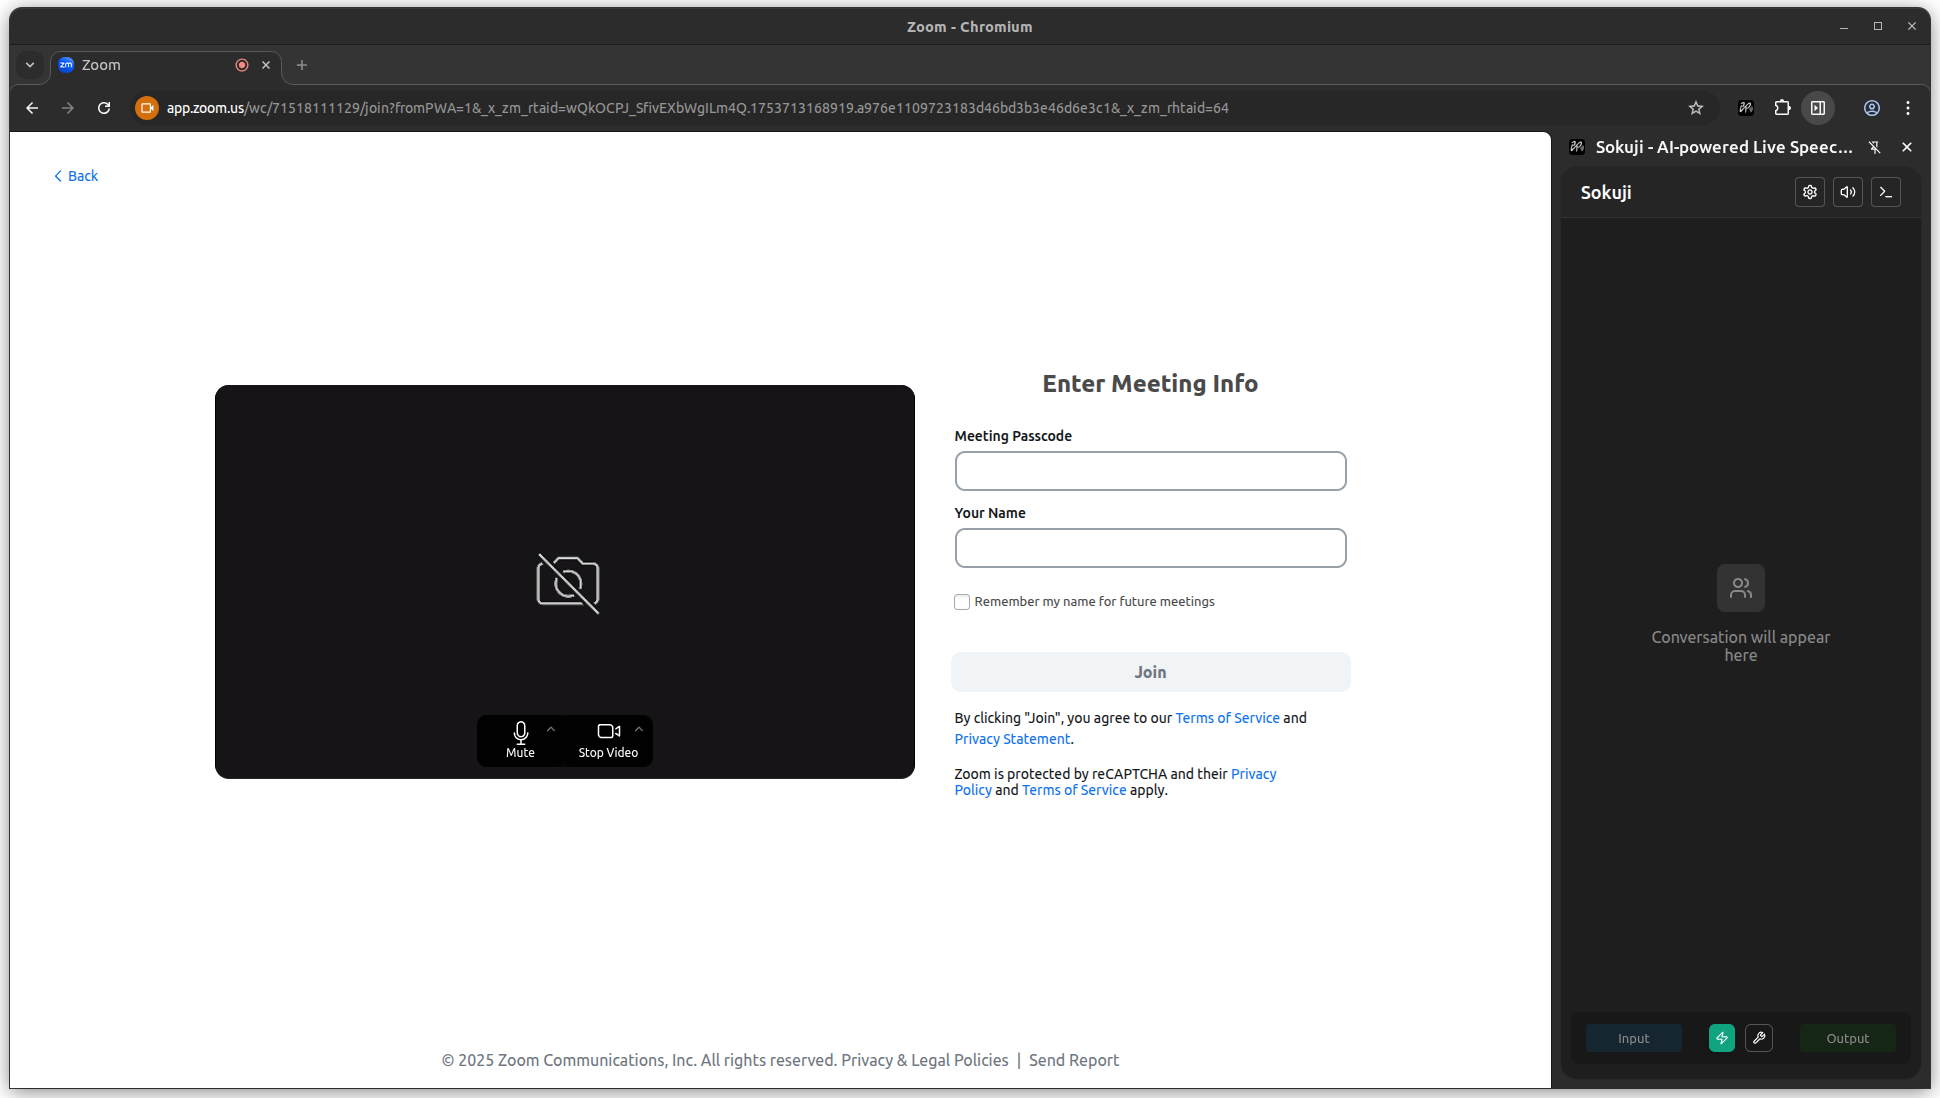 Zoom - Chromium
zm Zoom
app.zoom.us/wc/71518111129/join?fromPWA=1&_x_zm_rtaid=wQkOCPJ_SfivEXbWgILm4Q.1753713168919.a976e1109723183d46bd3b3e46d6e3c1&_x_zm_rhtaid=64
Back
Enter Meeting Info
Meeting Passcode
Your Name
Remember my name for future meetings
Join
By clicking "Join", you agree to our Terms of Service and
Privacy Statement.
Zoom is protected by reCAPTCHA and their Privacy
Policy and Terms of Service apply.
Mute
Stop Video
© 2025 Zoom Communications, Inc. All rights reserved. Privacy & Legal Policies | Send Report
Sokuji - AI-powered Live Speec...
Sokuji
Conversation will appear
here
Input
Output